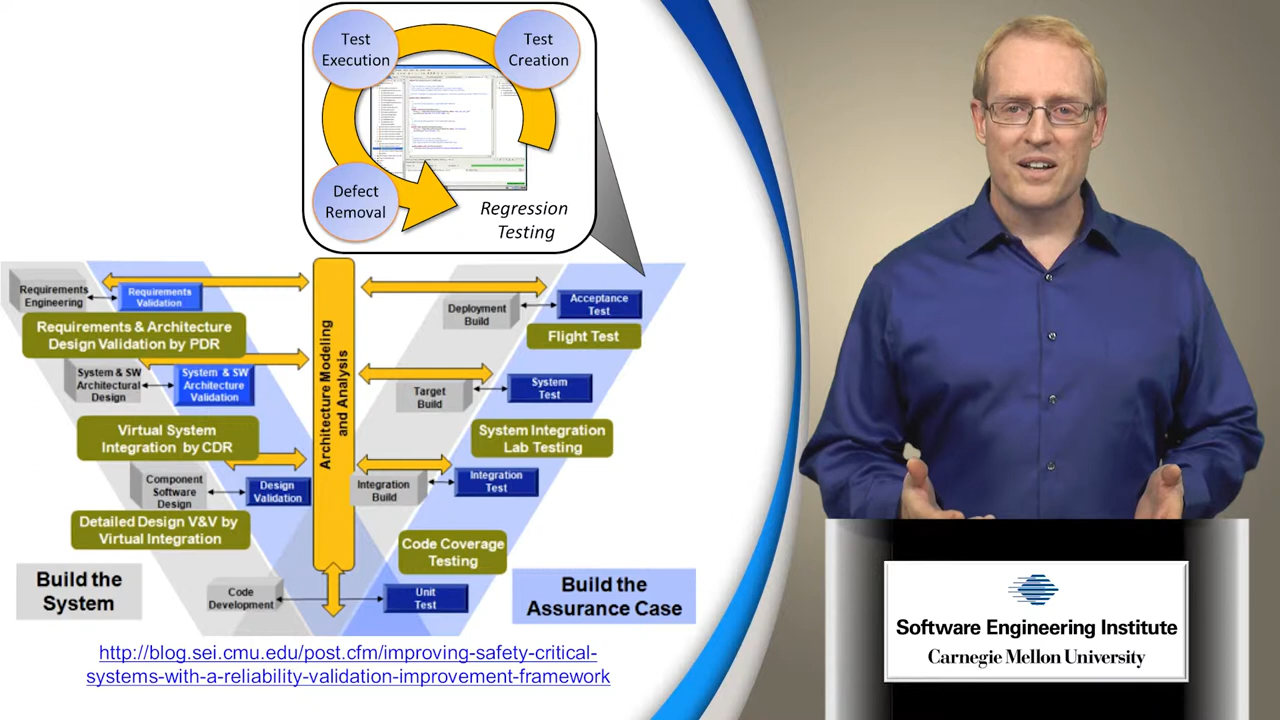 Test
Execution
Test
Creation
Defect
Removal
Regression
Testing
Requirements
Engineering
Requirements
Validation
Requirements & Architecture
Design Validation by PDR
System & SW
Architectural
Design
System & SW
Architecture
Validation
Virtual System
Integration by CDR
Component
Software
Design
Design
Validation
Detailed Design V&V by
Virtual Integration
Build the
System
Code
Development
Architecture Modeling
and Analysis
Deployment
Build
Acceptance
Test
Flight Test
Target
Build
System
Test
System Integration
Lab Testing
Integration
Build
Integration
Test
Code Coverage
Testing
Unit
Test
Build the
Assurance Case
http://blog.sei.cmu.edu/post.cfm/improving-safety-critical-
systems-with-a-reliability-validation-improvement-framework
Software Engineering Institute
Carnegie Mellon University